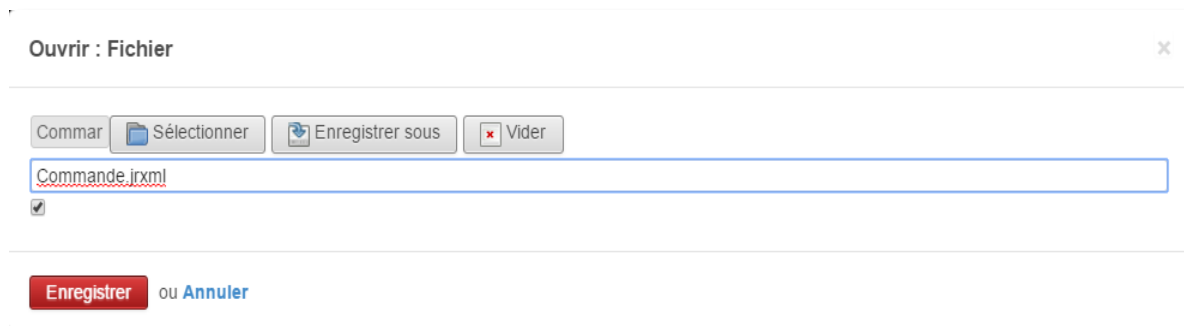 Ouvrir : Fichier ×
Commar Sélectionner Enregistrer sous Vider
Commande.jrxml
Enregistrer ou Annuler